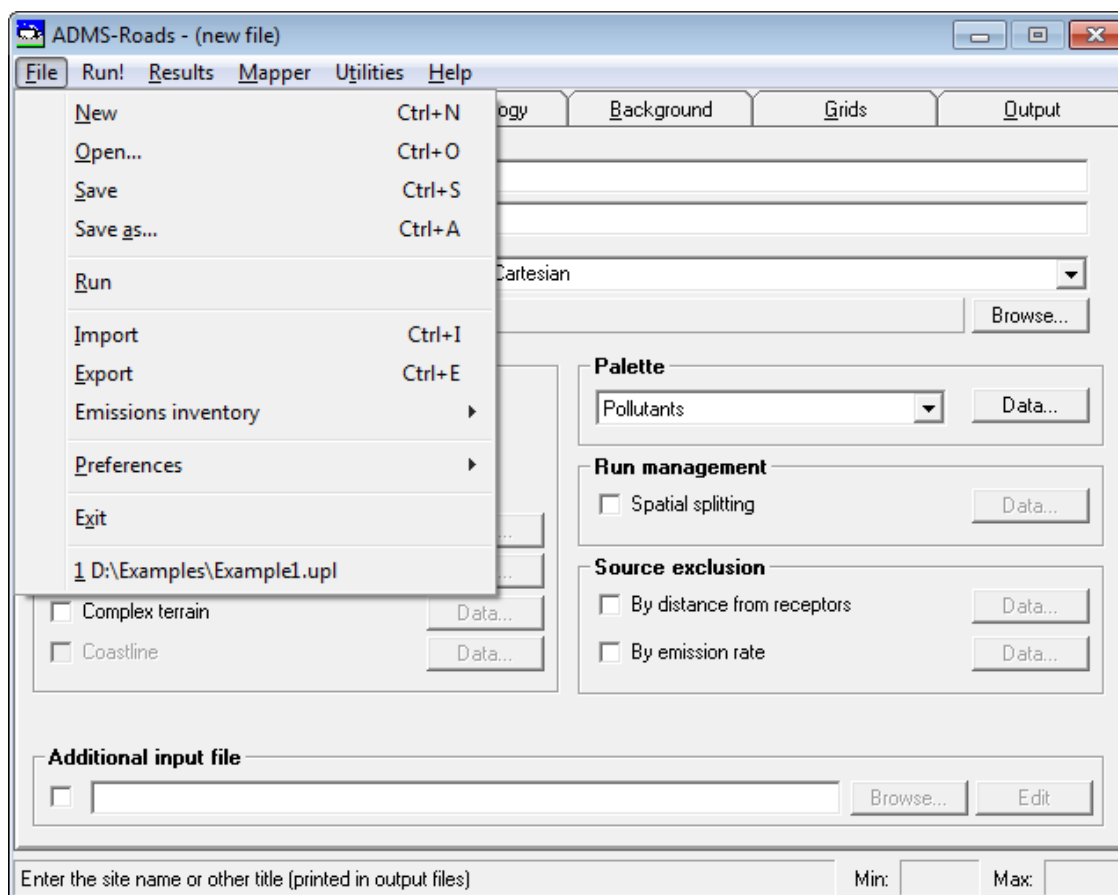 ADMS-Roads - (new file)
File Run! Results Mapper Utilities Help
New Ctrl+N
Open... Ctrl+O
Save Ctrl+S
Save as... Ctrl+A
Run
Import Ctrl+I
Export Ctrl+E
Emissions inventory
Preferences
Exit
1 D:\Examples\Example1.upl
ogy Background Grids Output
Cartesian
Browse...
Palette
Pollutants Data...
Run management
Spatial splitting Data...
Source exclusion
By distance from receptors Data...
By emission rate Data...
...
...
Complex terrain Data...
Coastline Data...
Additional input file
Browse... Edit
Enter the site name or other title (printed in output files) Min: Max: